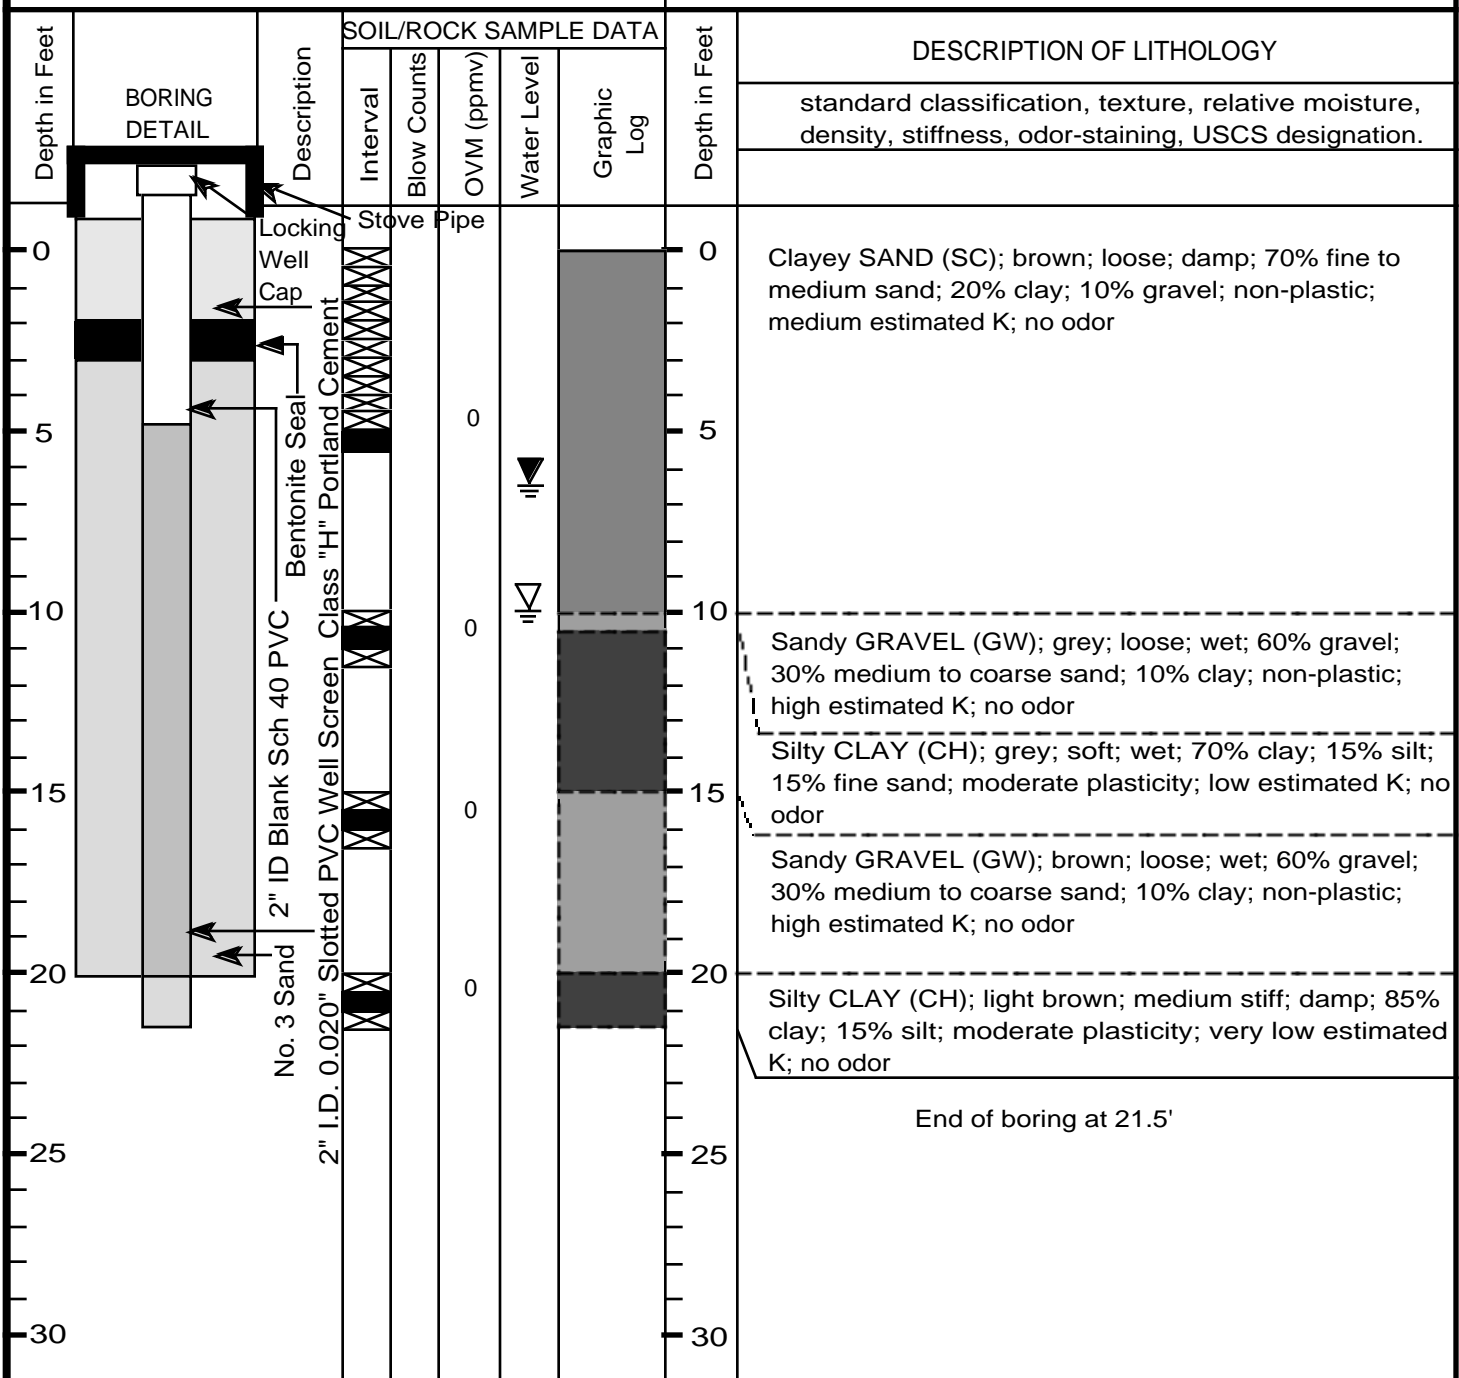 SOIL/ROCK SAMPLE DATA
Depth in Feet
BORING
DETAIL
Description
Interval
Blow Counts
OVM (ppmv)
Water Level
Graphic
Log
Depth in Feet
DESCRIPTION OF LITHOLOGY
standard classification, texture, relative moisture,
density, stiffness, odor-staining, USCS designation.
Stove Pipe
Locking
Well
Cap
Class "H" Portland Cement
Bentonite Seal
2" ID Blank Sch 40 PVC
2" I.D. 0.020" Slotted PVC Well Screen
No. 3 Sand
0
5
10
15
20
25
30
0
0
0
0
0
5
10
15
20
25
30
Clayey SAND (SC); brown; loose; damp; 70% fine to
medium sand; 20% clay; 10% gravel; non-plastic;
medium estimated K; no odor
Sandy GRAVEL (GW); grey; loose; wet; 60% gravel;
30% medium to coarse sand; 10% clay; non-plastic;
high estimated K; no odor
Silty CLAY (CH); grey; soft; wet; 70% clay; 15% silt;
15% fine sand; moderate plasticity; low estimated K; no
odor
Sandy GRAVEL (GW); brown; loose; wet; 60% gravel;
30% medium to coarse sand; 10% clay; non-plastic;
high estimated K; no odor
Silty CLAY (CH); light brown; medium stiff; damp; 85%
clay; 15% silt; moderate plasticity; very low estimated
K; no odor
End of boring at 21.5'